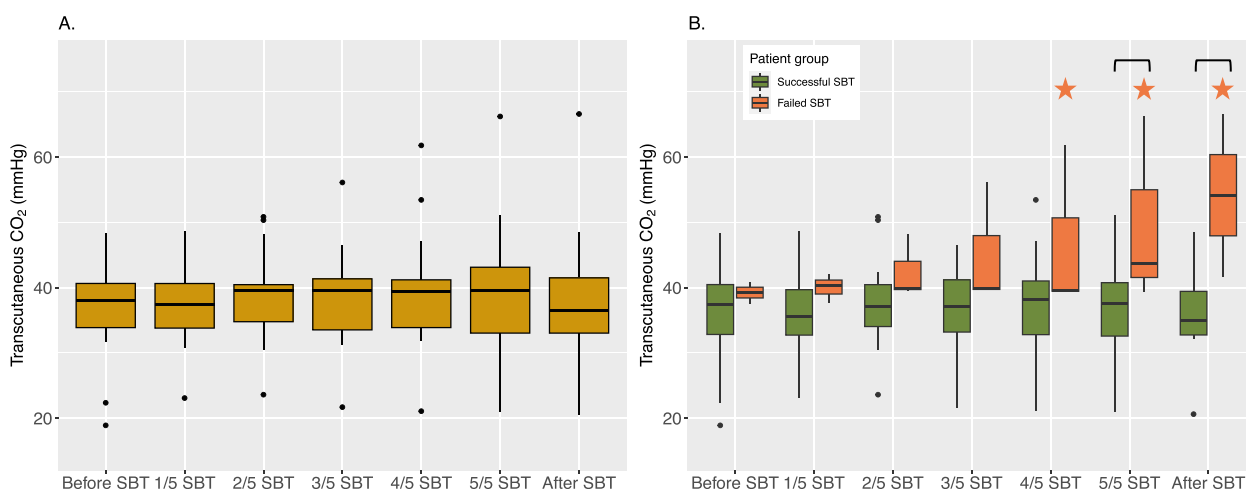 A.
Transcutaneous CO₂ (mmHg)
60
40
20
Before SBT 1/5 SBT 2/5 SBT 3/5 SBT 4/5 SBT 5/5 SBT After SBT
B.
Patient group
Successful SBT
Failed SBT
Transcutaneous CO₂ (mmHg)
60
40
20
Before SBT 1/5 SBT 2/5 SBT 3/5 SBT 4/5 SBT 5/5 SBT After SBT